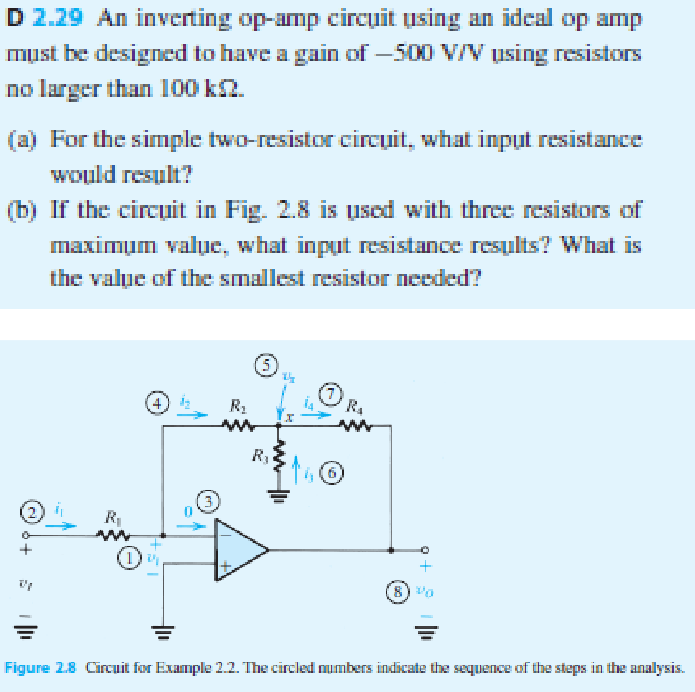 D 2.29 An inverting op-amp circuit using an ideal op amp
must be designed to have a gain of −500 V/V using resistors
no larger than 100 kΩ.
(a) For the simple two-resistor circuit, what input resistance
would result?
(b) If the circuit in Fig. 2.8 is used with three resistors of
maximum value, what input resistance results? What is
the value of the smallest resistor needed?
5
vx
4 i2 R2 x i4 7 R4
R3 i3 6
2 i1 R1 0 3
+ 1 + vI − − +
vI
− 8 + vO −
Figure 2.8 Circuit for Example 2.2. The circled numbers indicate the sequence of the steps in the analysis.